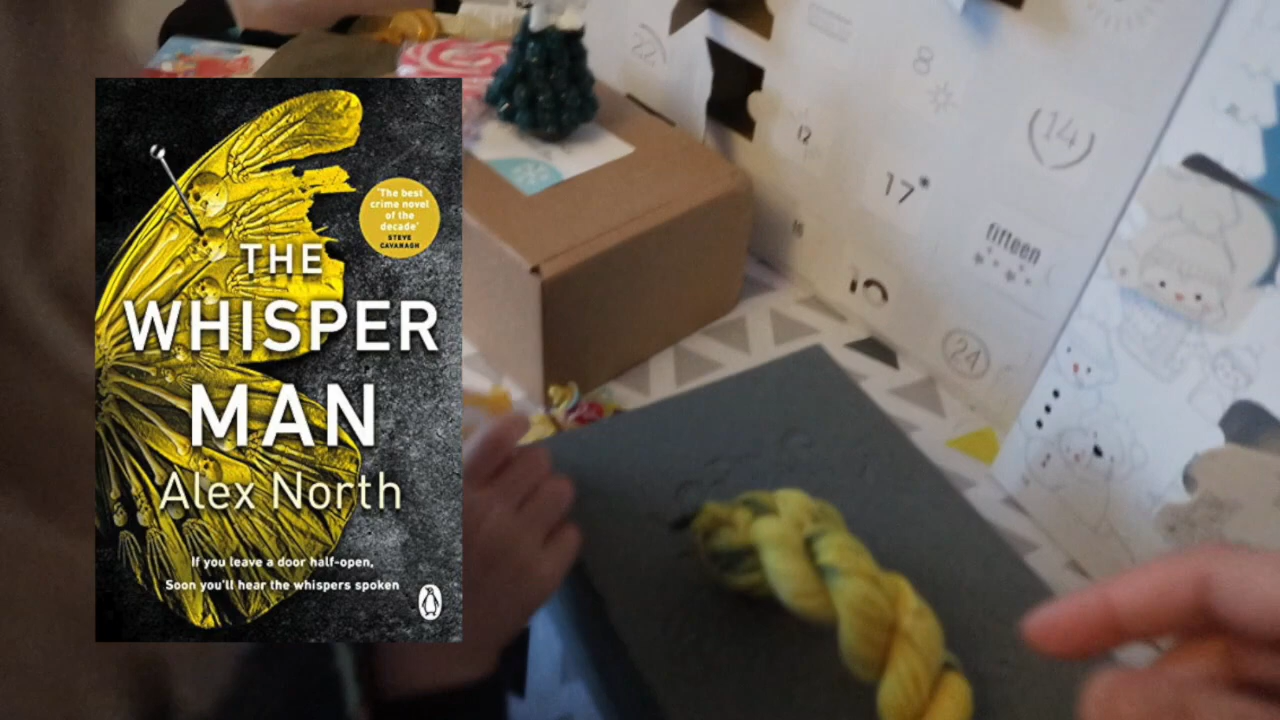 'The best
crime novel
of the
decade'
STEVE
CAVANAGH
THE
WHISPER
MAN
Alex North
If you leave a door half-open,
Soon you'll hear the whispers spoken
22
8
14
12
17
fifteen
10
24